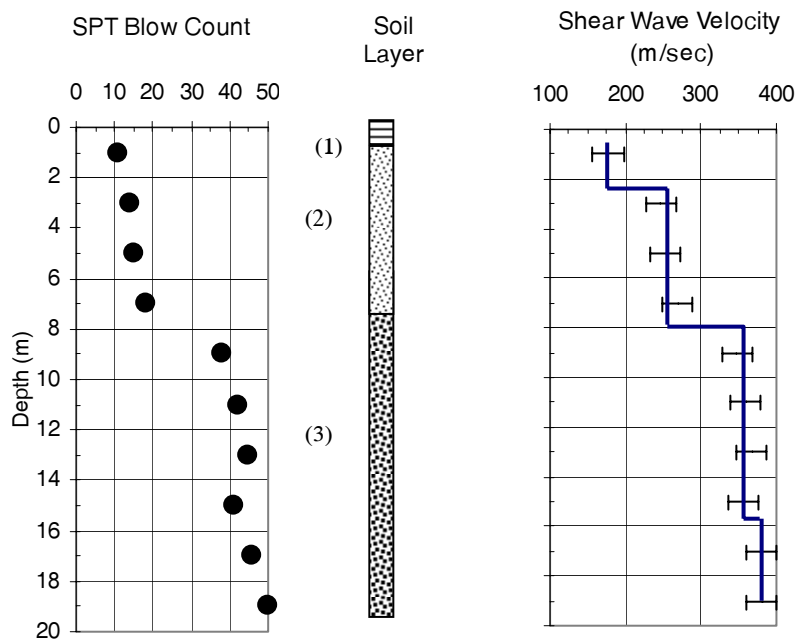 SPT Blow Count
0 10 20 30 40 50
0
2
4
6
8
10
12
14
16
18
20
Depth (m)
Soil
Layer
(1)
(2)
(3)
Shear Wave Velocity
(m/sec)
100 200 300 400